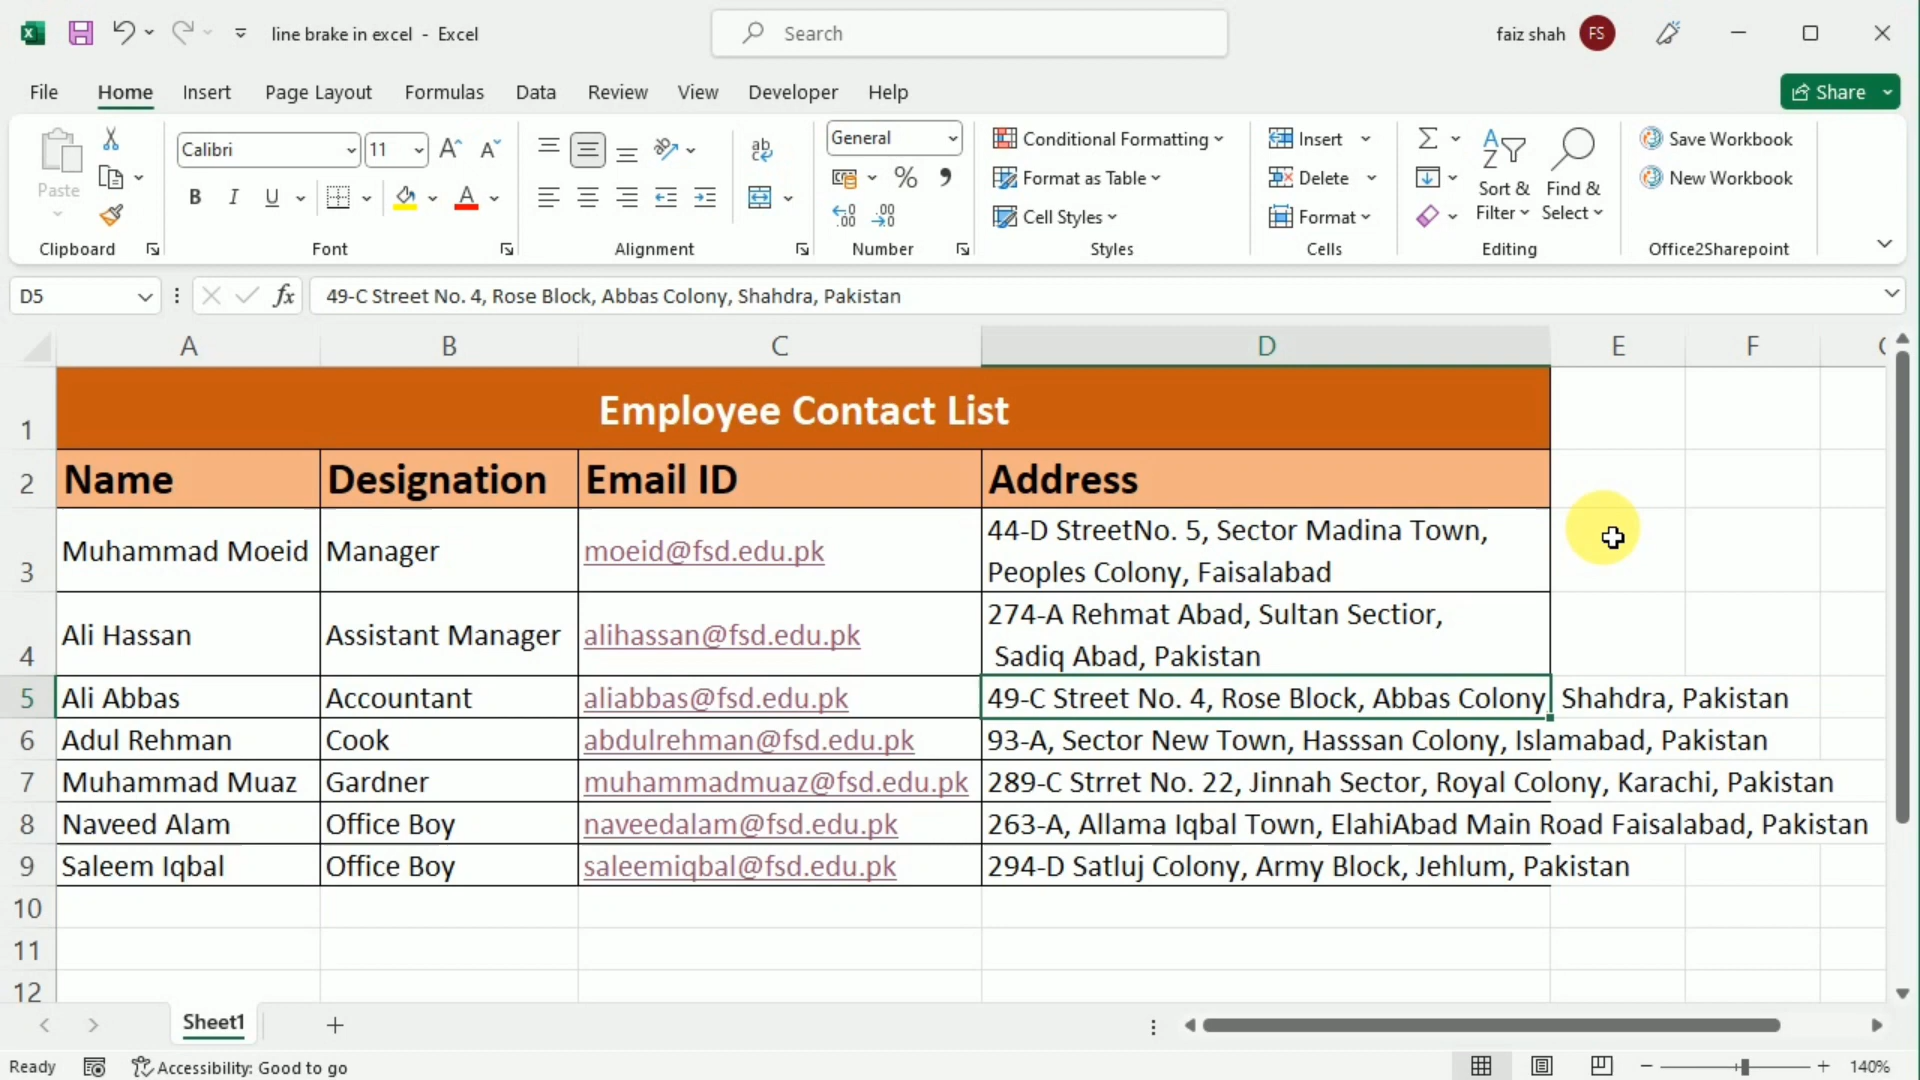 line brake in excel - Excel
Search
faiz shah
FS
File
Home
Insert
Page Layout
Formulas
Data
Review
View
Developer
Help
Share
Paste
Clipboard
Calibri
11
B
I
U
A
Font
ab
Alignment
General
%
Number
Conditional Formatting
Format as Table
Cell Styles
Styles
Insert
Delete
Format
Cells
Sort &
Filter
Find &
Select
Editing
Save Workbook
New Workbook
Office2Sharepoint
D5
fx
49-C Street No. 4, Rose Block, Abbas Colony, Shahdra, Pakistan
A B C D E F
1 Employee Contact List
2 Name Designation Email ID Address
3 Muhammad Moeid Manager moeid@fsd.edu.pk 44-D StreetNo. 5, Sector Madina Town,
Peoples Colony, Faisalabad
4 Ali Hassan Assistant Manager alihassan@fsd.edu.pk 274-A Rehmat Abad, Sultan Sectior,
Sadiq Abad, Pakistan
5 Ali Abbas Accountant aliabbas@fsd.edu.pk 49-C Street No. 4, Rose Block, Abbas Colony, Shahdra, Pakistan
6 Adul Rehman Cook abdulrehman@fsd.edu.pk 93-A, Sector New Town, Hasssan Colony, Islamabad, Pakistan
7 Muhammad Muaz Gardner muhammadmuaz@fsd.edu.pk 289-C Strret No. 22, Jinnah Sector, Royal Colony, Karachi, Pakistan
8 Naveed Alam Office Boy naveedalam@fsd.edu.pk 263-A, Allama Iqbal Town, ElahiAbad Main Road Faisalabad, Pakistan
9 Saleem Iqbal Office Boy saleemiqbal@fsd.edu.pk 294-D Satluj Colony, Army Block, Jehlum, Pakistan
10
11
12
Sheet1
Ready
Accessibility: Good to go
140%